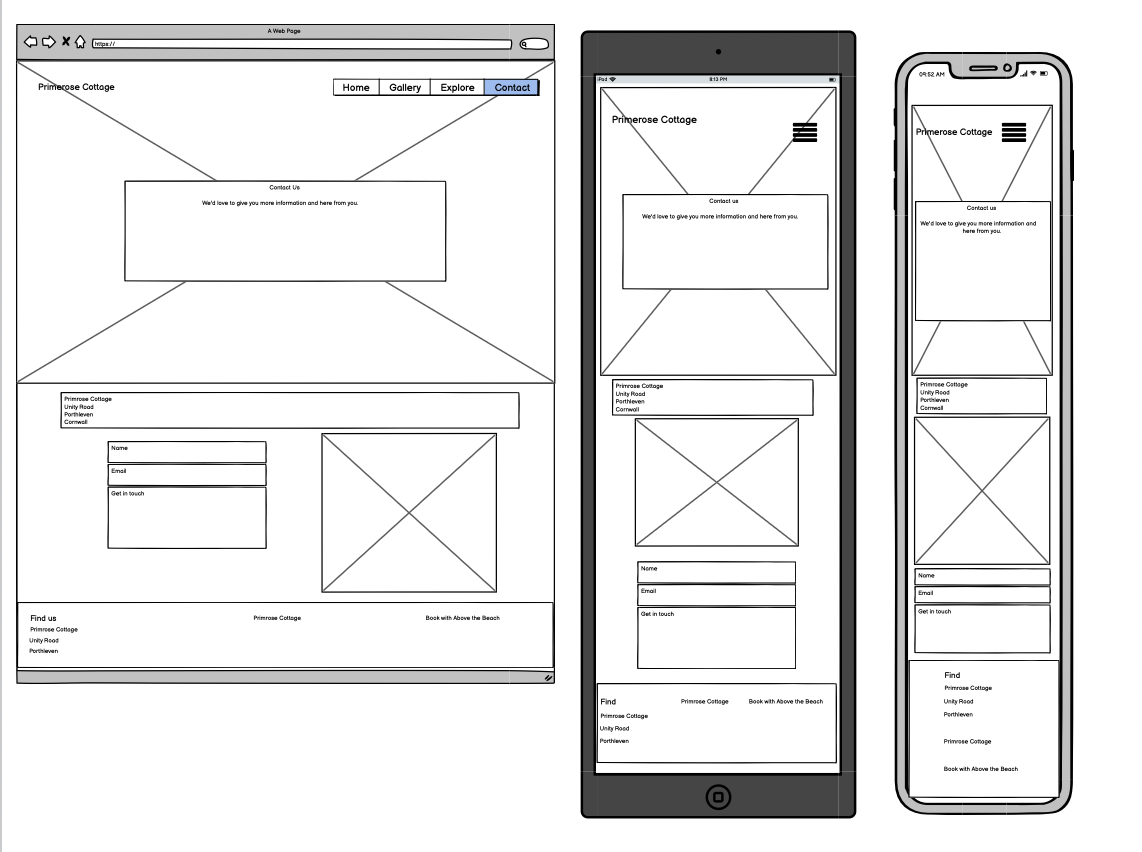 A Web Page
https://
Primerose Cottage
Home
Gallery
Explore
Contact
Contact Us
We'd love to give you more information and here from you.
Primrose Cottage
Unity Road
Porthleven
Cornwall
Name
Email
Get in touch
Find us
Primrose Cottage
Unity Road
Porthleven
Primrose Cottage
Book with Above the Beach
iPad
8:13 PM
Primerose Cottage
Contact us
We'd love to give you more information and here from you.
Primrose Cottage
Unity Road
Porthleven
Cornwall
Name
Email
Get in touch
Find
Primrose Cottage
Unity Road
Porthleven
Primrose Cottage
Book with Above the Beach
09:52 AM
Primerose Cottage
Contact us
We'd love to give you more information and
here from you.
Primrose Cottage
Unity Road
Porthleven
Cornwall
Name
Email
Get in touch
Find
Primrose Cottage
Unity Road
Porthleven
Primrose Cottage
Book with Above the Beach